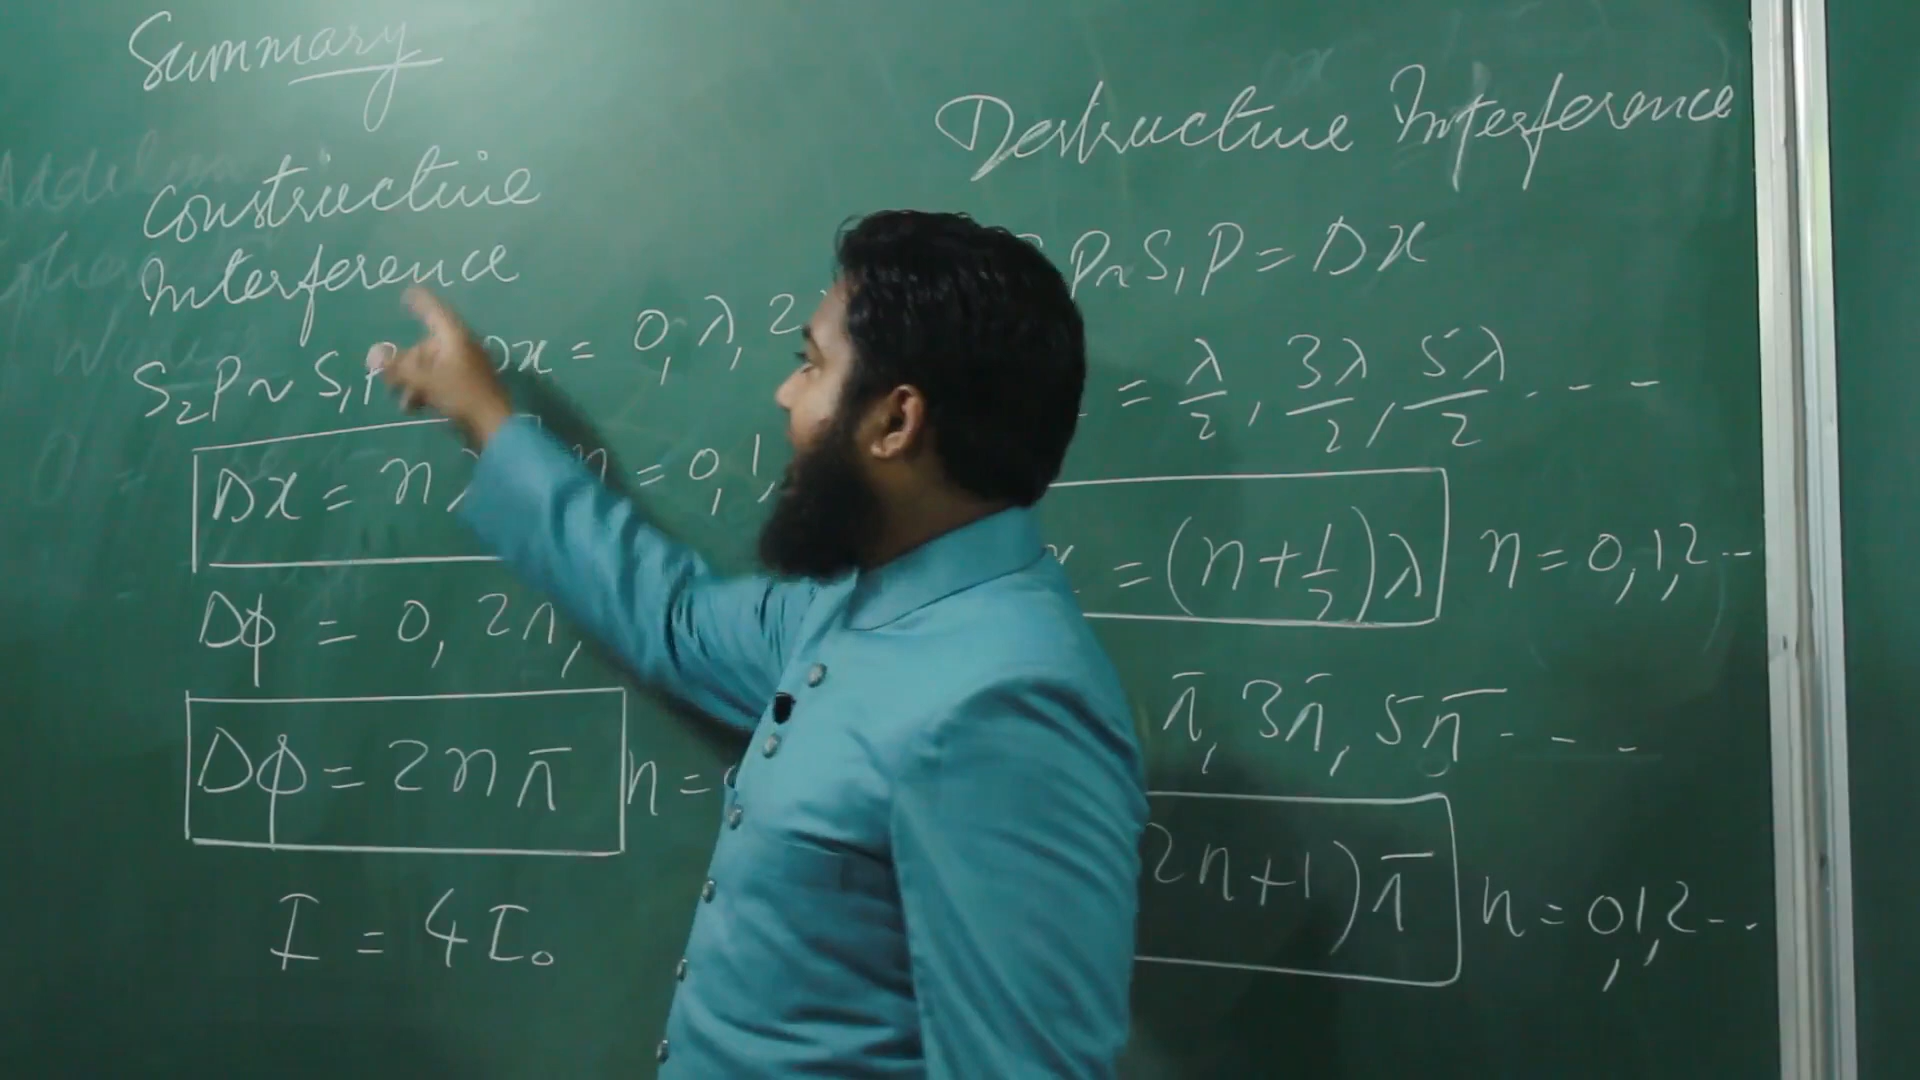 Summary
Constructive
Interference
S₂P ~ S₁P Dx = 0, λ, 2
Dx = nλ n = 0, 1,
Dφ = 0, 2π,
Dφ = 2nπ n =
I = 4I₀
Destructive Interference
P ~ S₁P = Dx
= λ/2, 3λ/2, 5λ/2 - - -
= (n + 1/2)λ n = 0, 1, 2 --
π, 3π, 5π - - -
2n+1)π n = 0, 1, 2 --